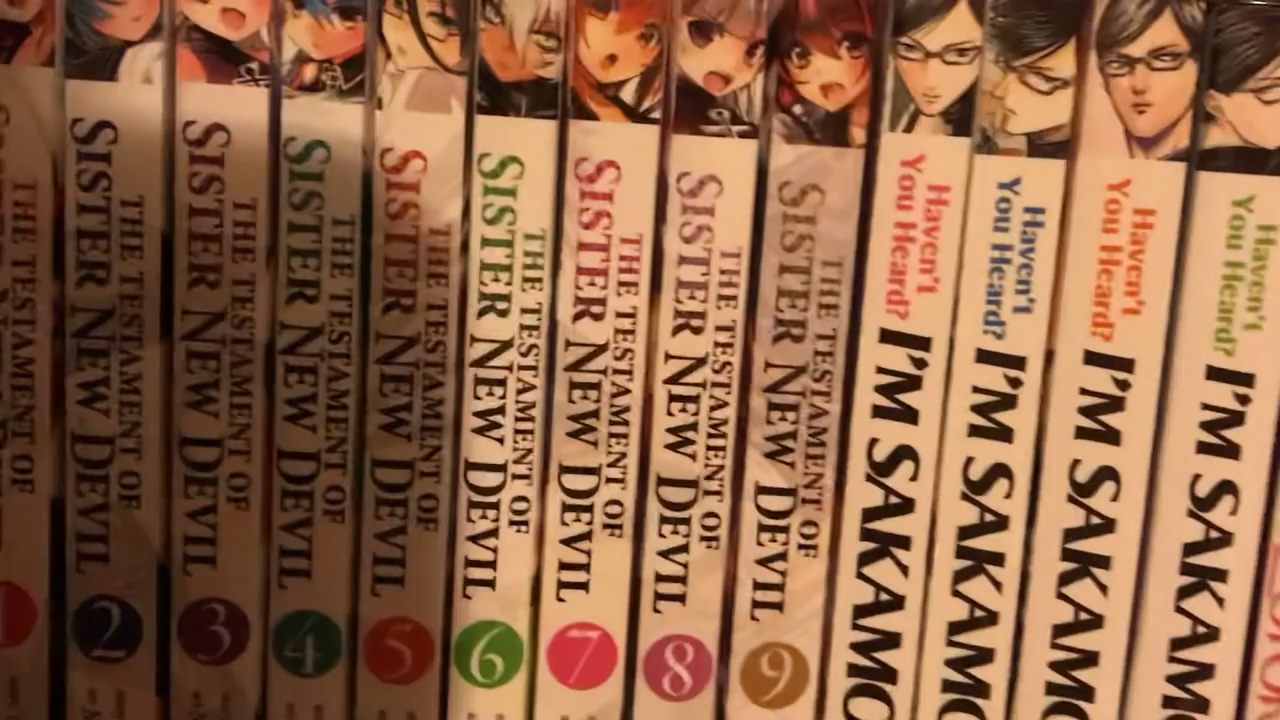 THE TESTAMENT OF
1
THE TESTAMENT OF
SISTER NEW DEVIL
2
THE TESTAMENT OF
SISTER NEW DEVIL
3
THE TESTAMENT OF
SISTER NEW DEVIL
4
THE TESTAMENT OF
SISTER NEW DEVIL
5
THE TESTAMENT OF
SISTER NEW DEVIL
6
THE TESTAMENT OF
SISTER NEW DEVIL
7
THE TESTAMENT OF
SISTER NEW DEVIL
8
THE TESTAMENT OF
SISTER NEW DEVIL
9
Haven't
You Heard?
I'M SAKAMO
Haven't
You Heard?
I'M SAKAMO
Haven't
You Heard?
I'M SAKAMO
Haven't
You Heard?
I'M SAKAM